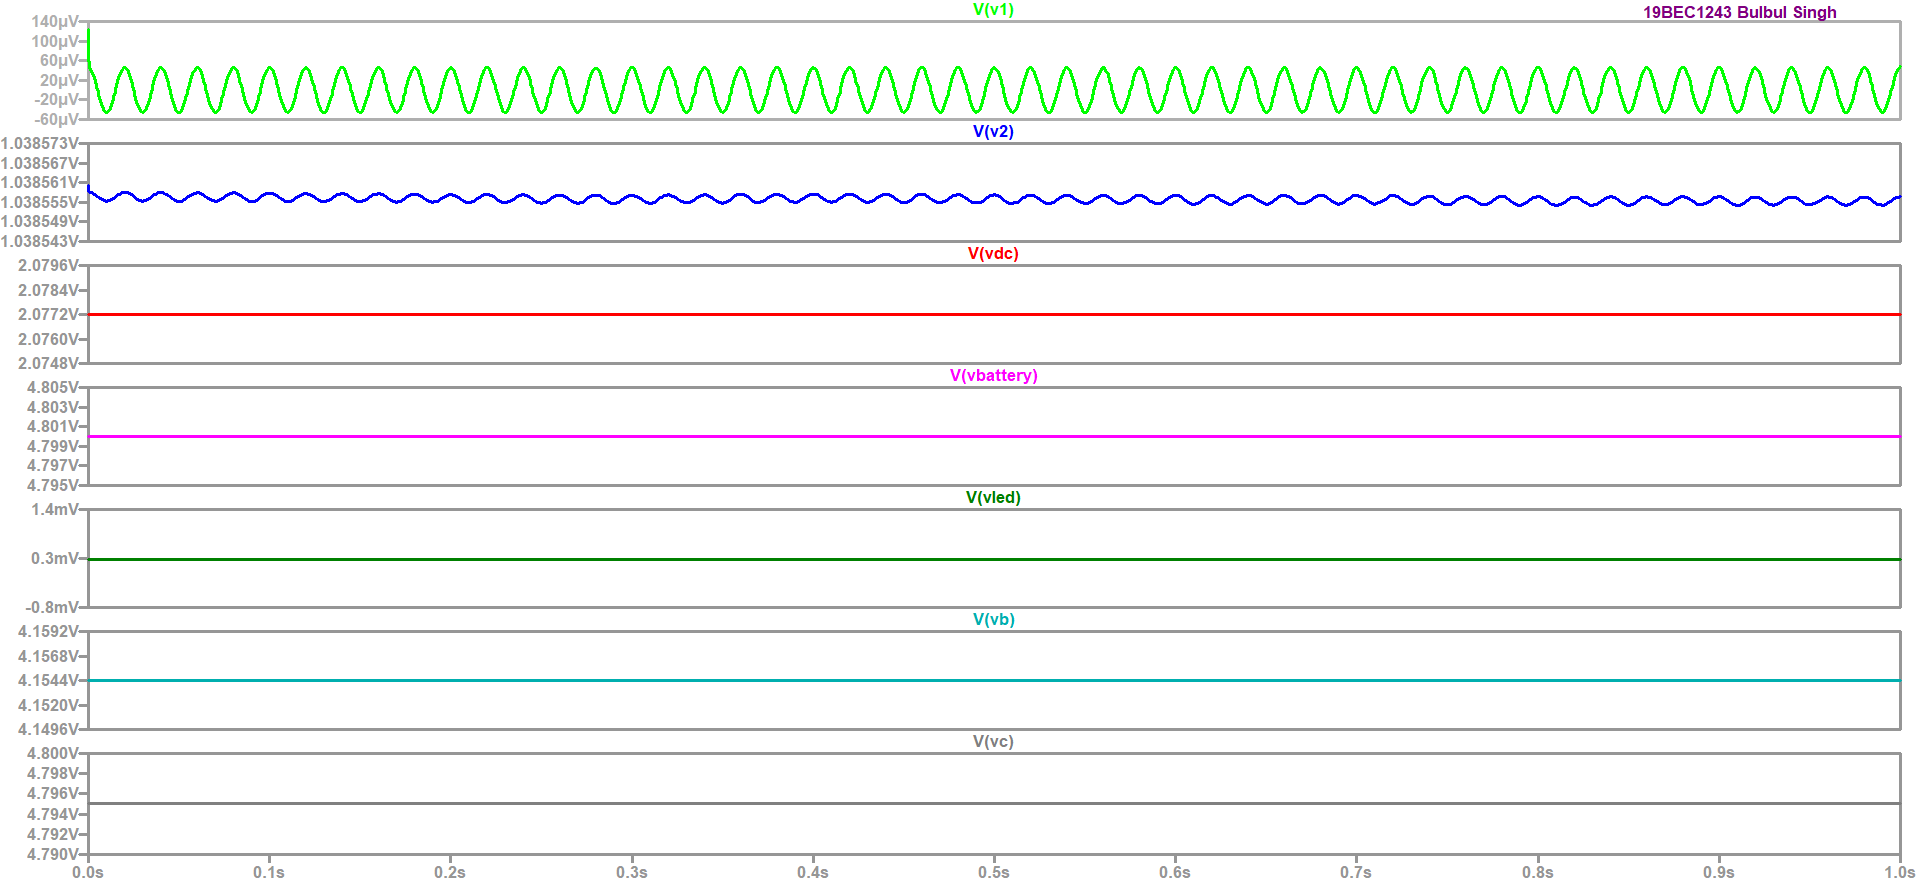 V(v1)
19BEC1243 Bulbul Singh
140µV
100µV
60µV
20µV
-20µV
-60µV
V(v2)
1.038573V
1.038567V
1.038561V
1.038555V
1.038549V
1.038543V
V(vdc)
2.0796V
2.0784V
2.0772V
2.0760V
2.0748V
V(vbattery)
4.805V
4.803V
4.801V
4.799V
4.797V
4.795V
V(vled)
1.4mV
0.3mV
-0.8mV
V(vb)
4.1592V
4.1568V
4.1544V
4.1520V
4.1496V
V(vc)
4.800V
4.798V
4.796V
4.794V
4.792V
4.790V
0.0s 0.1s 0.2s 0.3s 0.4s 0.5s 0.6s 0.7s 0.8s 0.9s 1.0s